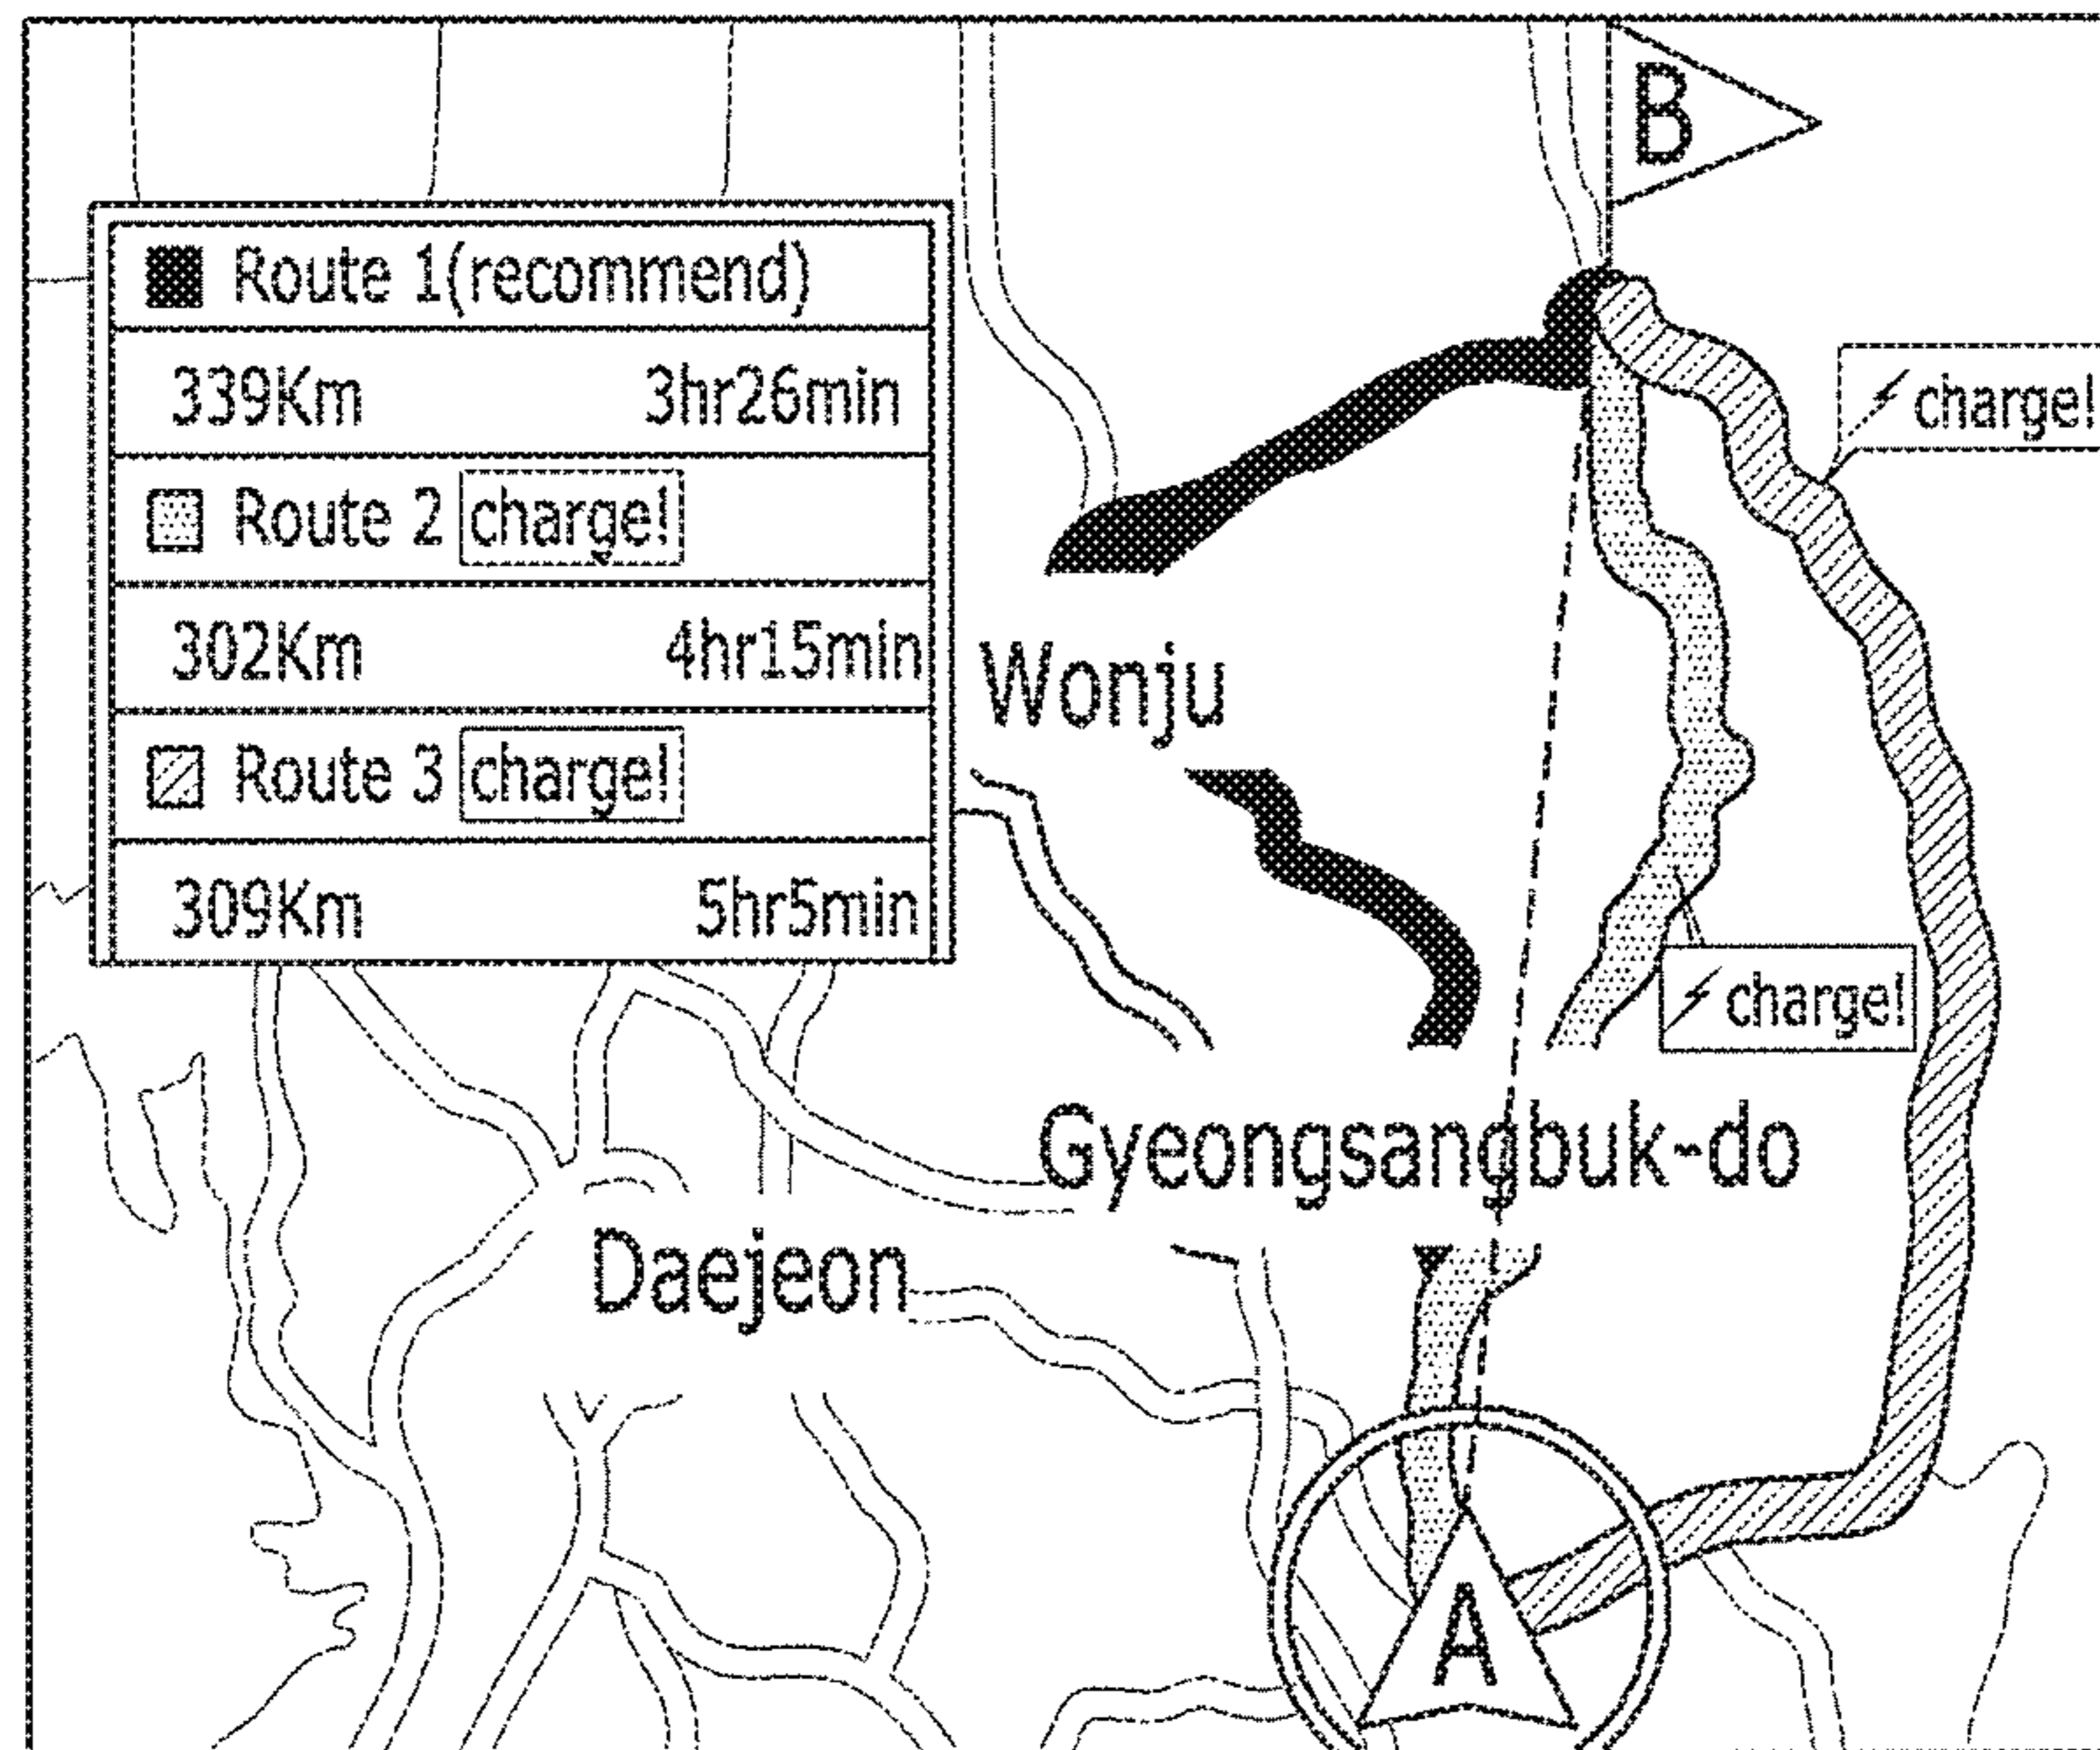 B
Route 1(recommend)
339Km 3hr26min
Route 2 charge!
302Km 4hr15min
Route 3 charge!
309Km 5hr5min
charge!
Wonju
charge!
Gyeongsangbuk-do
Daejeon
A